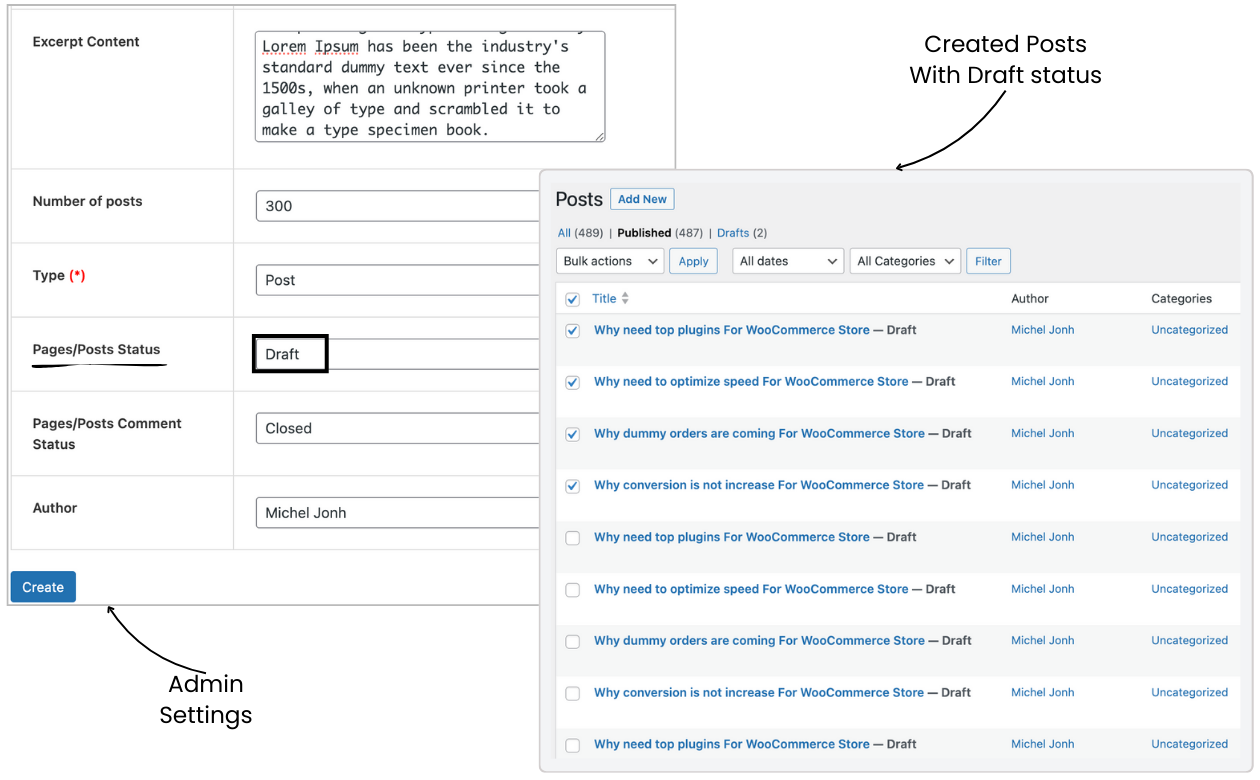 Excerpt Content
Lorem Ipsum has been the industry's
standard dummy text ever since the
1500s, when an unknown printer took a
galley of type and scrambled it to
make a type specimen book.
Number of posts
300
Type (*)
Post
Pages/Posts Status
Draft
Pages/Posts Comment
Status
Closed
Author
Michel Jonh
Create
Admin
Settings
Created Posts
With Draft status
Posts Add New
All (489) | Published (487) | Drafts (2)
Bulk actions Apply All dates All Categories Filter
Title Author Categories
Why need top plugins For WooCommerce Store — Draft Michel Jonh Uncategorized
Why need to optimize speed For WooCommerce Store — Draft Michel Jonh Uncategorized
Why dummy orders are coming For WooCommerce Store — Draft Michel Jonh Uncategorized
Why conversion is not increase For WooCommerce Store — Draft Michel Jonh Uncategorized
Why need top plugins For WooCommerce Store — Draft Michel Jonh Uncategorized
Why need to optimize speed For WooCommerce Store — Draft Michel Jonh Uncategorized
Why dummy orders are coming For WooCommerce Store — Draft Michel Jonh Uncategorized
Why conversion is not increase For WooCommerce Store — Draft Michel Jonh Uncategorized
Why need top plugins For WooCommerce Store — Draft Michel Jonh Uncategorized